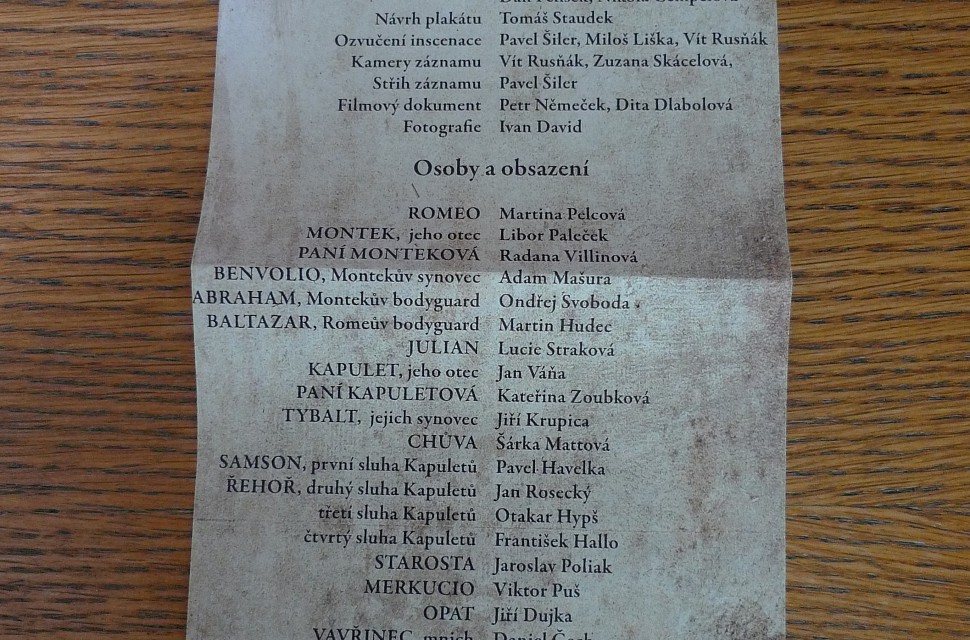 Návrh plakátu Tomáš Staudek
Ozvučení inscenace Pavel Šiler, Miloš Liška, Vít Rusňák
Kamery záznamu Vít Rusňák, Zuzana Skácelová,
Střih záznamu Pavel Šiler
Filmový dokument Petr Němeček, Dita Dlabolová
Fotografie Ivan David
Osoby a obsazení
ROMEO Martina Pelcová
MONTEK, jeho otec Libor Paleček
PANÍ MONTEKOVÁ Radana Villinová
BENVOLIO, Montekův synovec Adam Mašura
ABRAHAM, Montekův bodyguard Ondřej Svoboda
BALTAZAR, Romeův bodyguard Martin Hudec
JULIAN Lucie Straková
KAPULET, jeho otec Jan Váňa
PANÍ KAPULETOVÁ Kateřina Zoubková
TYBALT, jejich synovec Jiří Krupica
CHŮVA Šárka Mattová
SAMSON, první sluha Kapuletů Pavel Havelka
ŘEHOŘ, druhý sluha Kapuletů Jan Rosecký
třetí sluha Kapuletů Otakar Hypš
čtvrtý sluha Kapuletů František Hallo
STAROSTA Jaroslav Poliak
MERKUCIO Viktor Puš
OPAT Jiří Dujka
VAVŘINEC, mnich Daniel Čech